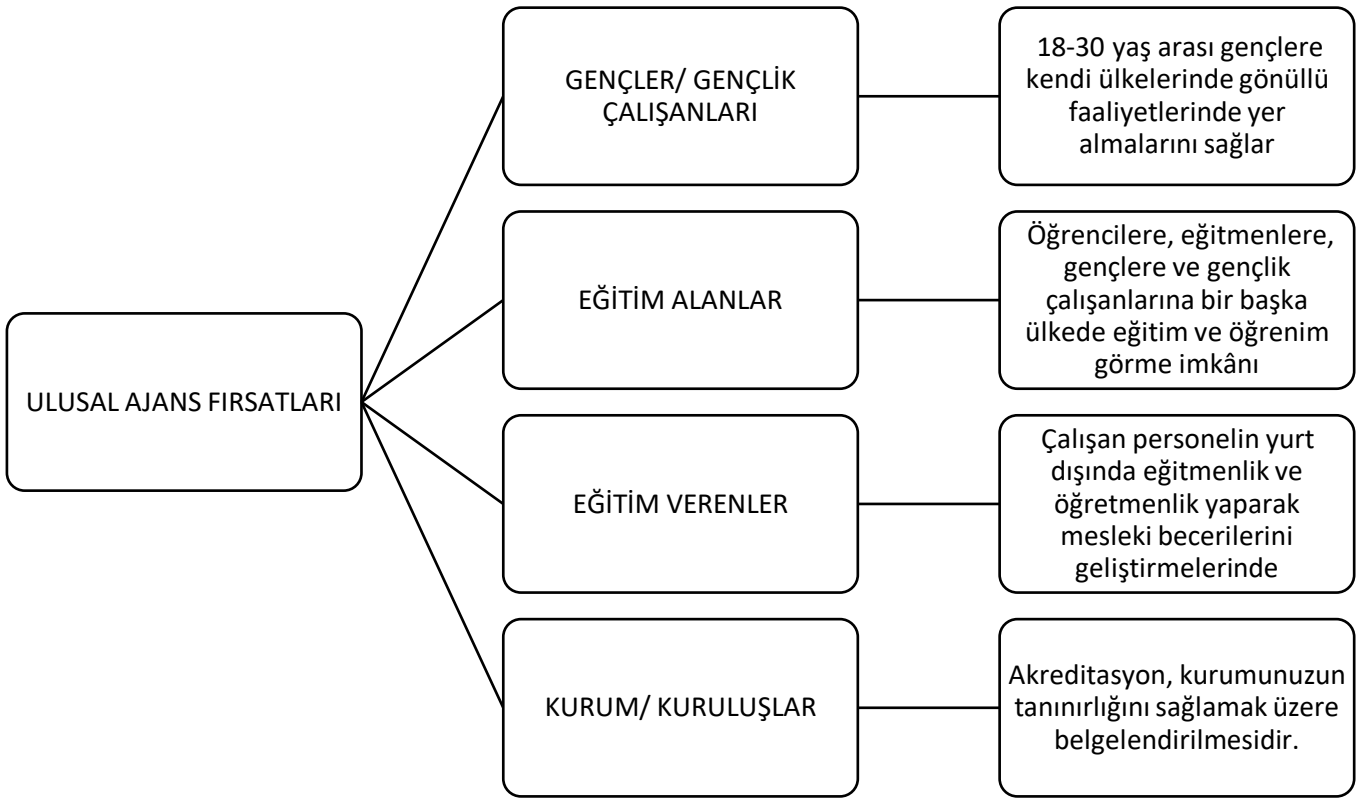 ULUSAL AJANS FIRSATLARI
GENÇLER/ GENÇLİK
ÇALIŞANLARI
18-30 yaş arası gençlere
kendi ülkelerinde gönüllü
faaliyetlerinde yer
almalarını sağlar
EĞİTİM ALANLAR
Öğrencilere, eğitmenlere,
gençlere ve gençlik
çalışanlarına bir başka
ülkede eğitim ve öğrenim
görme imkânı
EĞİTİM VERENLER
Çalışan personelin yurt
dışında eğitmenlik ve
öğretmenlik yaparak
mesleki becerilerini
geliştirmelerinde
KURUM/ KURULUŞLAR
Akreditasyon, kurumunuzun
tanınırlığını sağlamak üzere
belgelendirilmesidir.